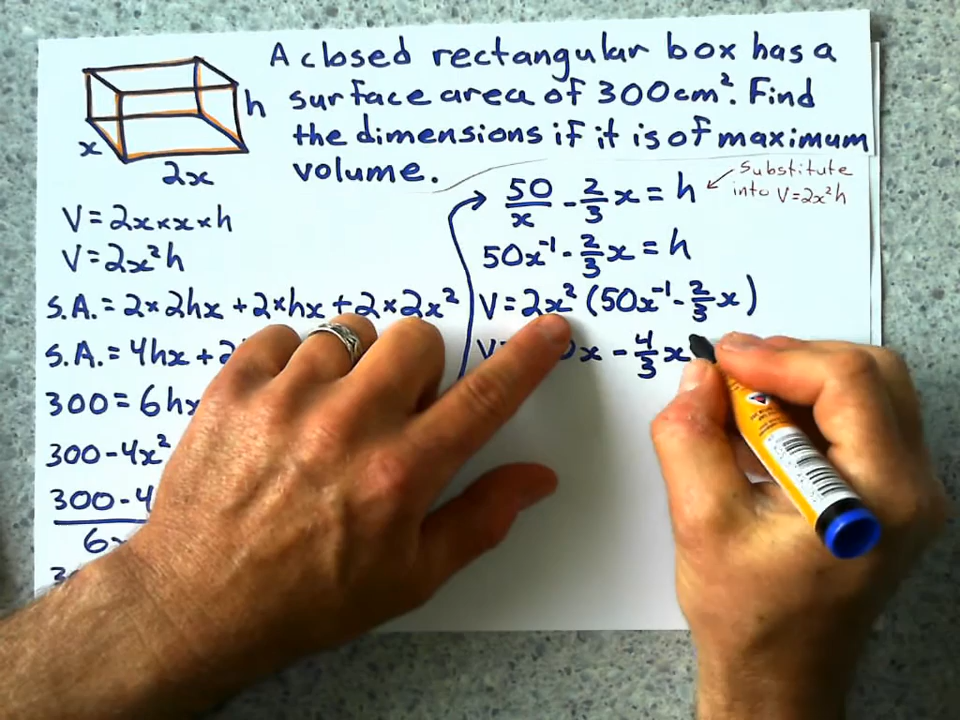 A closed rectangular box has a
surface area of 300cm². Find
the dimensions if it is of maximum
volume.
h
x
2x
V = 2x × x × h
V = 2x²h
S.A. = 2×2hx + 2×hx + 2×2x²
S.A. = 4hx + 2
300 = 6hx
300 - 4x²
300 - 4
6
50/x - 2/3 x = h
Substitute
into V=2x²h
50x⁻¹ - 2/3 x = h
V = 2x² (50x⁻¹ - 2/3 x)
x - 4/3 x